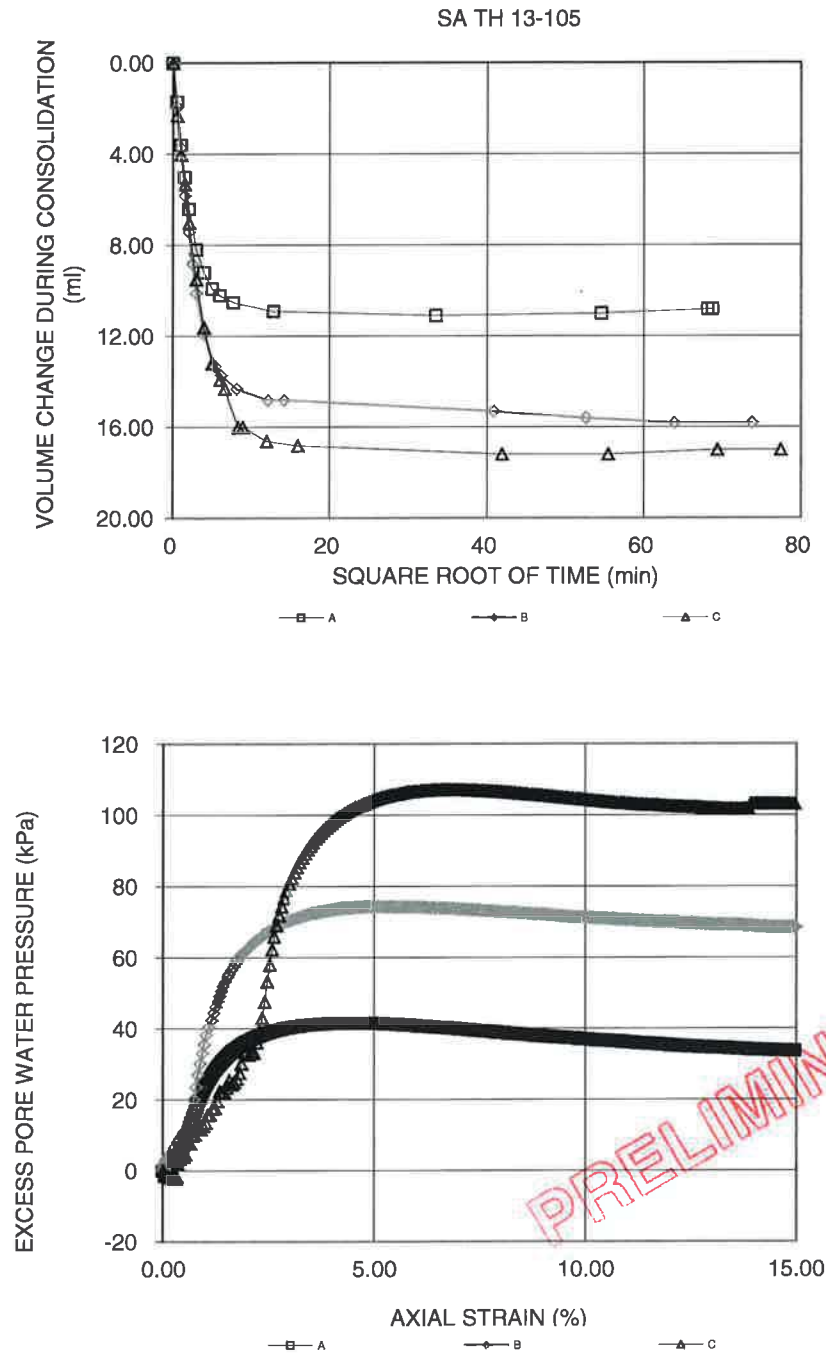 SA TH 13-105
VOLUME CHANGE DURING CONSOLIDATION
(ml)
0.00
4.00
8.00
12.00
16.00
20.00
0
20
40
60
80
SQUARE ROOT OF TIME (min)
A
B
C
EXCESS PORE WATER PRESSURE (kPa)
120
100
80
60
40
20
0
-20
0.00
5.00
10.00
15.00
PRELIMIN
AXIAL STRAIN (%)
A
B
C